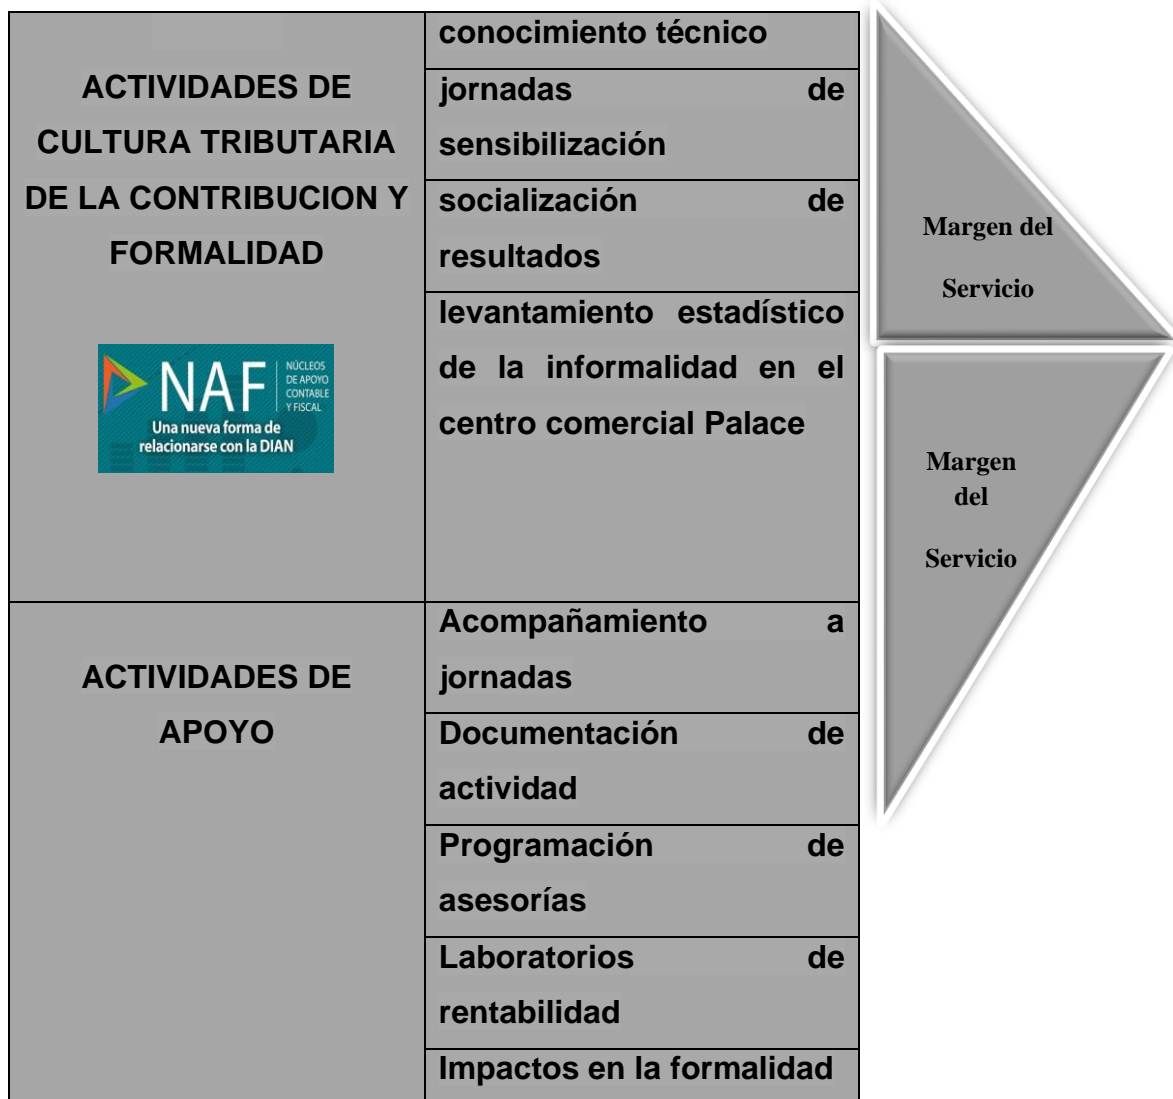 ACTIVIDADES DE
CULTURA TRIBUTARIA
DE LA CONTRIBUCION Y
FORMALIDAD
NAF
NÚCLEOS
DE APOYO
CONTABLE
Y FISCAL
Una nueva forma de
relacionarse con la DIAN
conocimiento técnico
jornadas de
sensibilización
socialización de
resultados
levantamiento estadístico
de la informalidad en el
centro comercial Palace
Margen del
Servicio
Margen
del
Servicio
ACTIVIDADES DE
APOYO
Acompañamiento a
jornadas
Documentación de
actividad
Programación de
asesorías
Laboratorios de
rentabilidad
Impactos en la formalidad